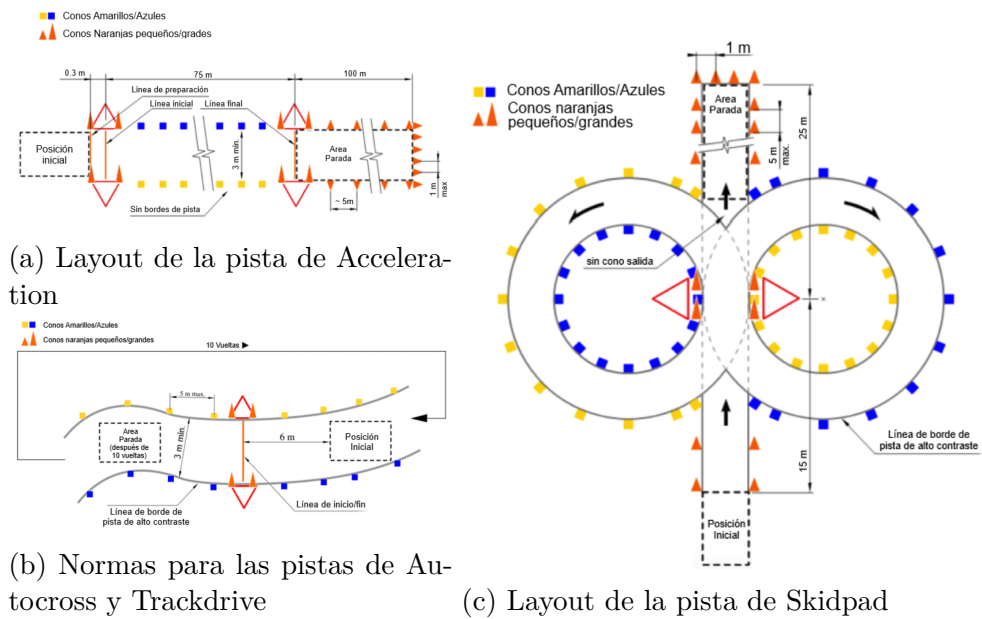 Conos Amarillos/Azules
Conos Naranjas pequeños/grades
0.3 m
75 m
100 m
Linea de preparación
Línea inicial
Línea final
Posición
inicial
3 m min.
Area
Parada
1 m
max
~ 5m
Sin bordes de pista
(a) Layout de la pista de Accelera-
tion
Conos Amarillos/Azules
Conos naranjas pequeños/grandes
10 Vueltas
5 m max.
Area
Parada
(después de
10 vueltas)
3 m min.
6 m
Posición
Inicial
Línea de borde de
pista de alto contraste
Línea de inicio/fin
(b) Normas para las pistas de Au-
tocross y Trackdrive
1 m
Conos Amarillos/Azules
Conos naranjas
pequeños/grandes
Area
Parada
25 m
5 m
max.
sin cono salida
Línea de borde de
pista de alto contraste
15 m
Posición
Inicial
(c) Layout de la pista de Skidpad